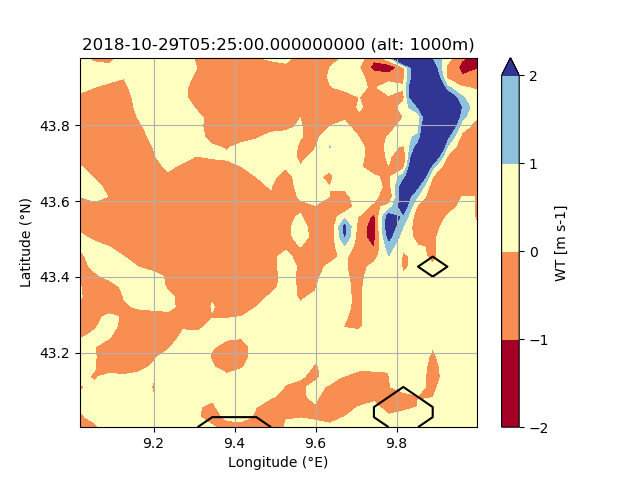 2018-10-29T05:25:00.000000000 (alt: 1000m)
43.8
43.6
43.4
43.2
Latitude (°N)
9.2 9.4 9.6 9.8
Longitude (°E)
2
1
0
−1
−2
WT [m s-1]